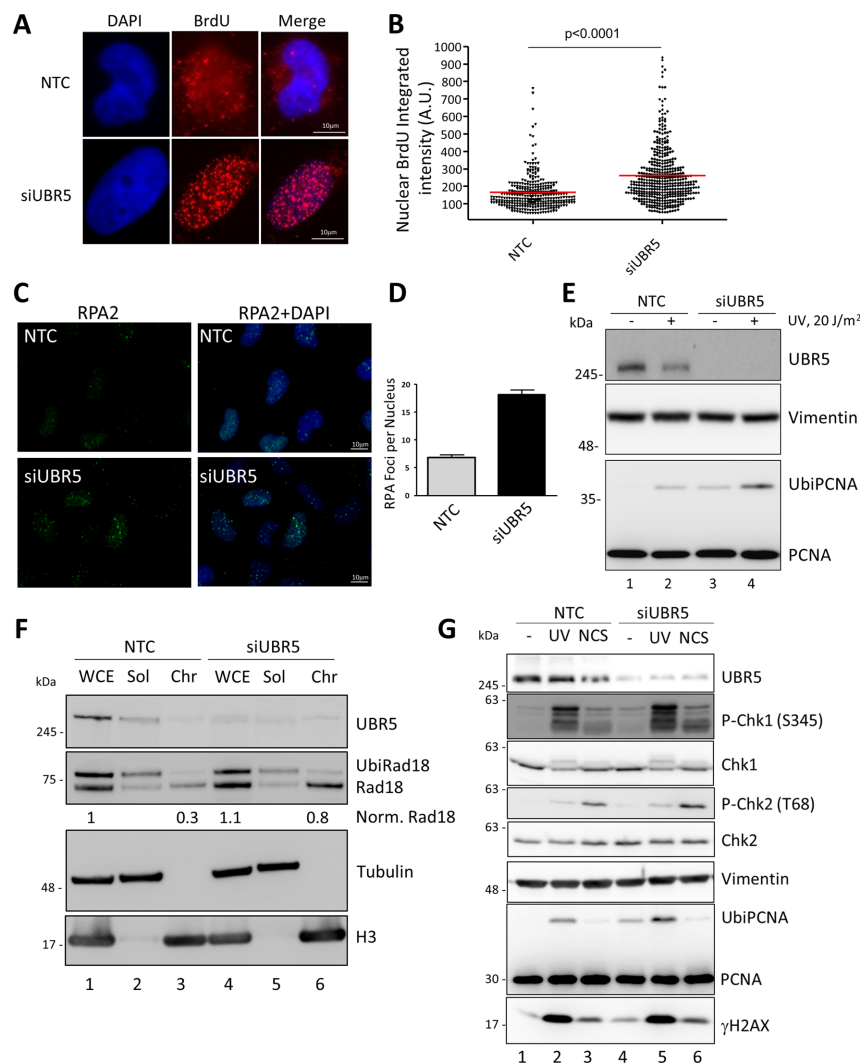 A
DAPI BrdU Merge
NTC
10µm
siUBR5
10µm
B
p<0.0001
Nuclear BrdU Integrated
intensity (A.U.)
1000
900
800
700
600
500
400
300
200
100
NTC siUBR5
C
RPA2 RPA2+DAPI
NTC NTC
10µm
siUBR5 siUBR5
10µm
D
RPA Foci per Nucleus
20
15
10
5
0
NTC siUBR5
E
NTC siUBR5
kDa - + - + UV, 20 J/m²
245- UBR5
Vimentin
48-
UbiPCNA
35-
PCNA
1 2 3 4
F
NTC siUBR5
kDa WCE Sol Chr WCE Sol Chr
245 - UBR5
UbiRad18
75 - Rad18
1 0.3 1.1 0.8 Norm. Rad18
Tubulin
48 -
17 - H3
1 2 3 4 5 6
G
NTC siUBR5
kDa - UV NCS - UV NCS
UBR5
245 -
63 -
P-Chk1 (S345)
63 -
Chk1
63 -
P-Chk2 (T68)
63 -
Chk2
Vimentin
48 -
UbiPCNA
30 - PCNA
17 - γH2AX
1 2 3 4 5 6